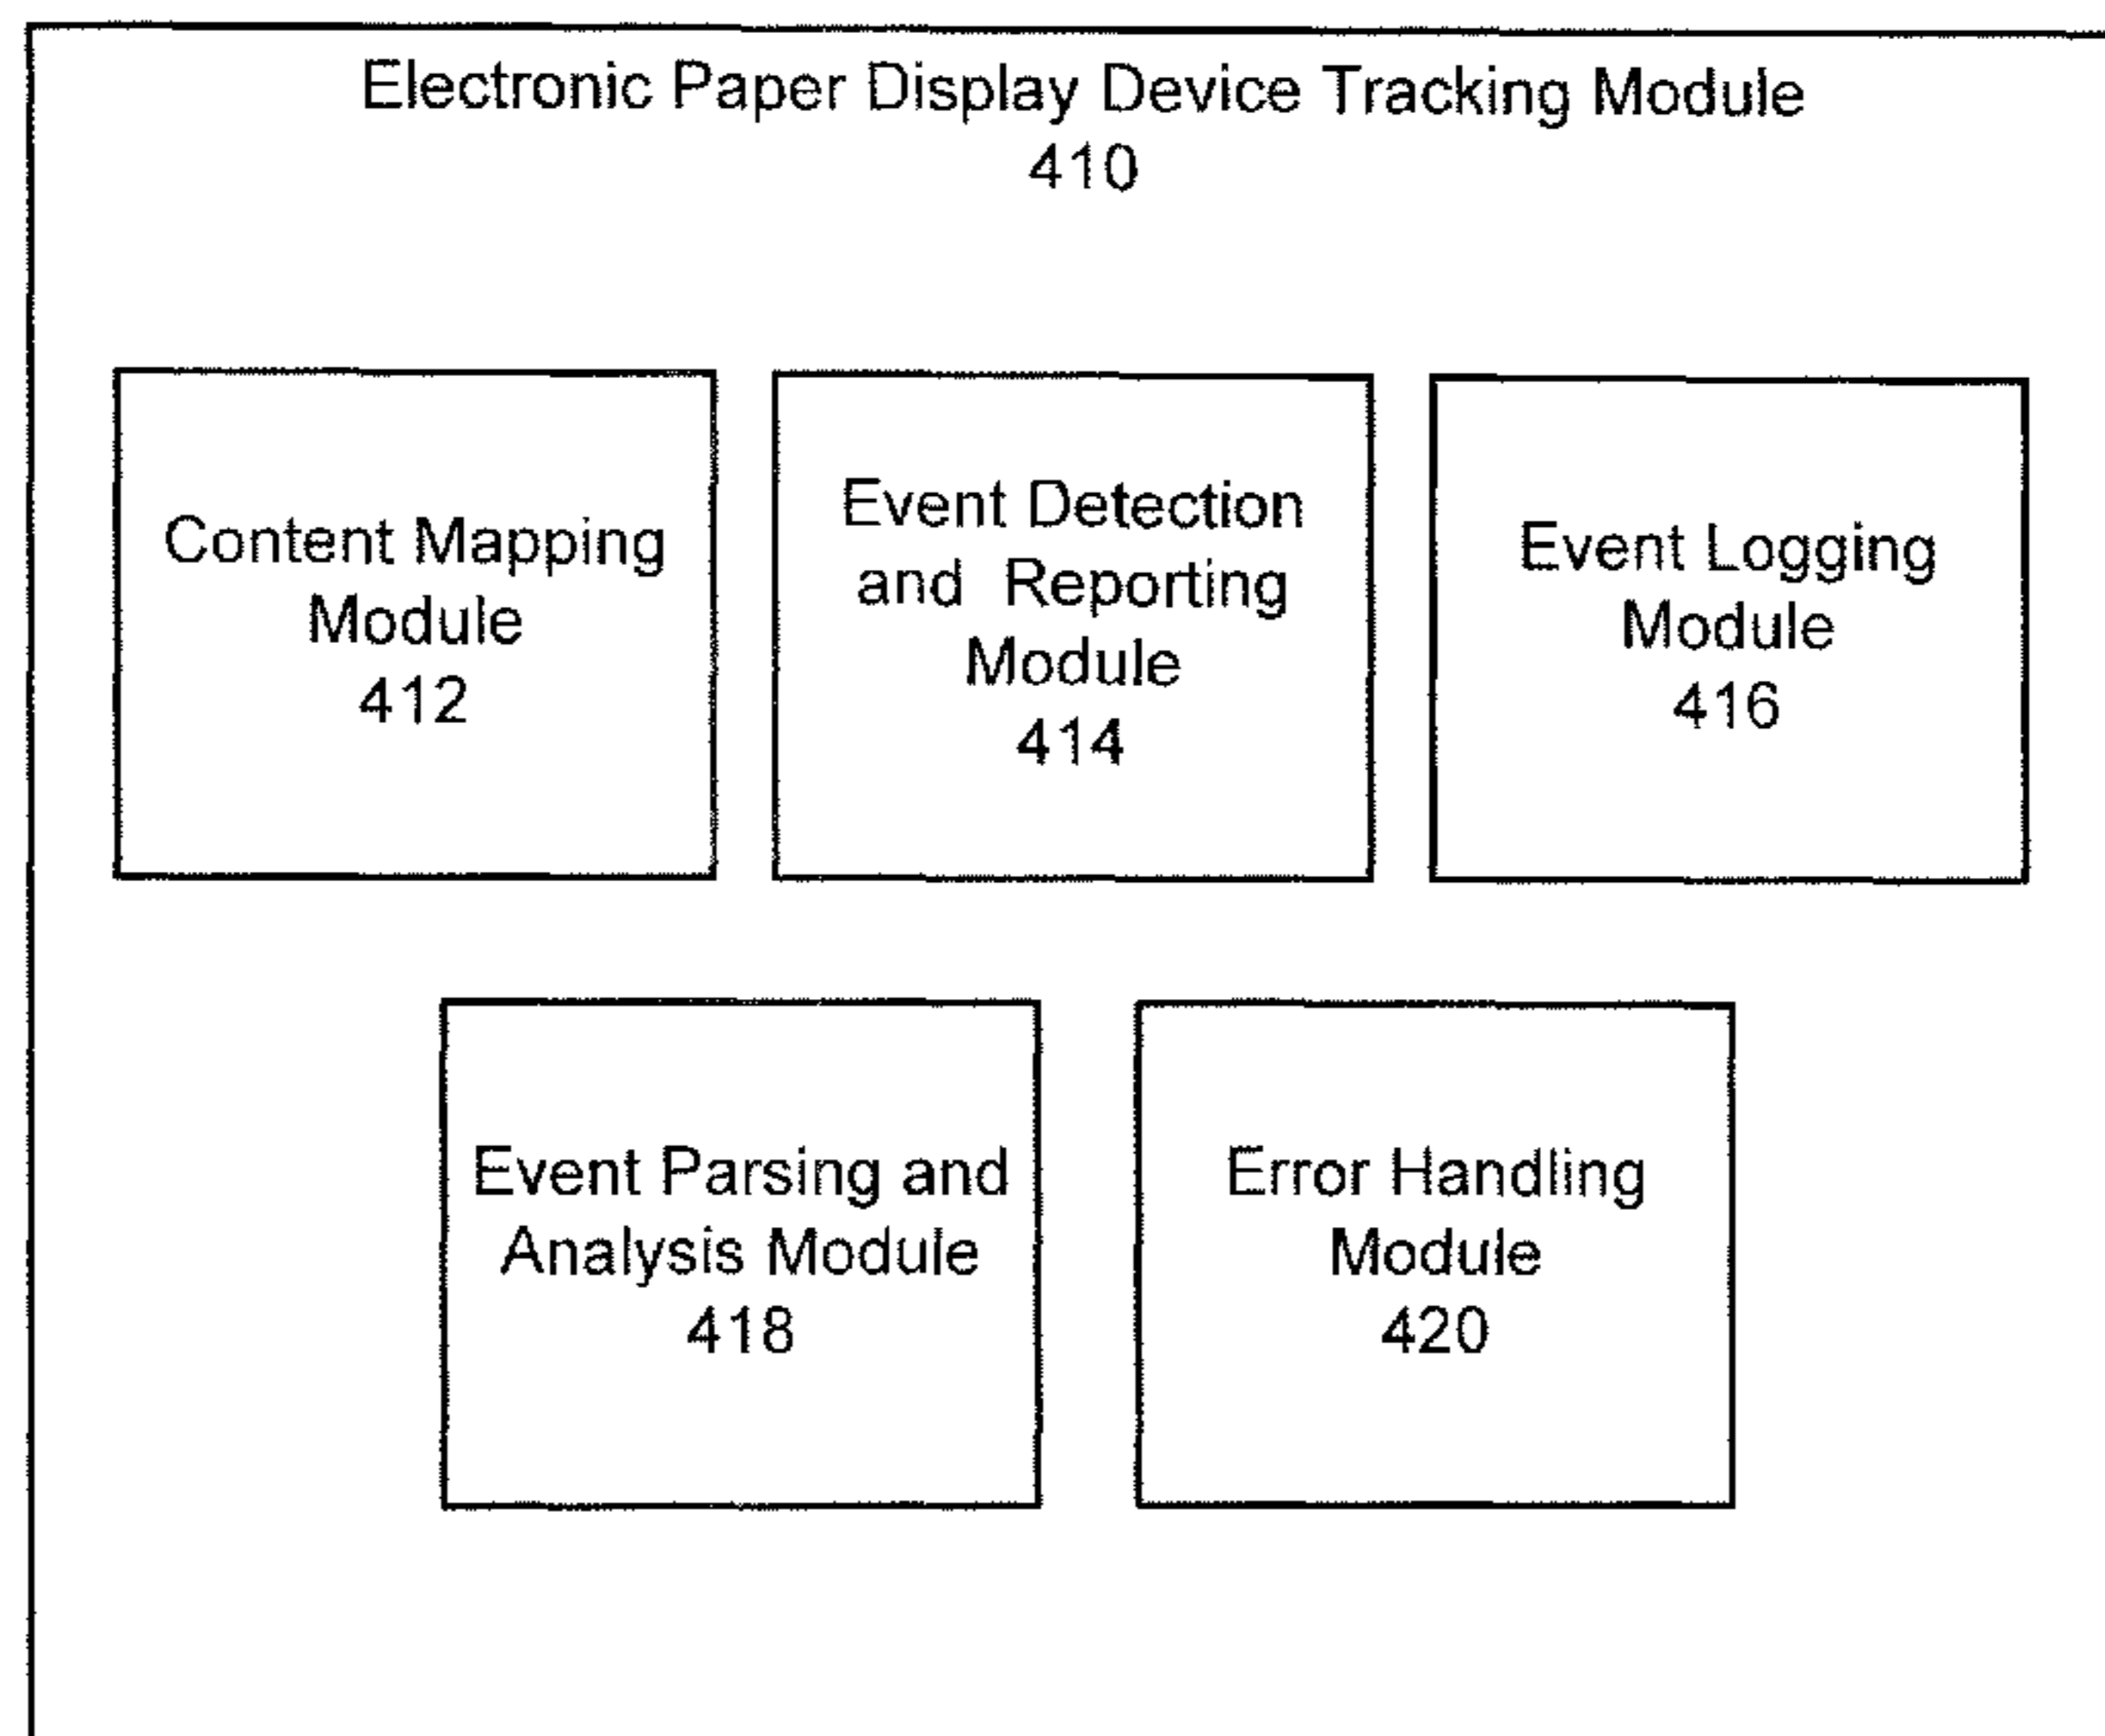 Electronic Paper Display Device Tracking Module
410
Content Mapping
Module
412
Event Detection
and Reporting
Module
414
Event Logging
Module
416
Event Parsing and
Analysis Module
418
Error Handling
Module
420